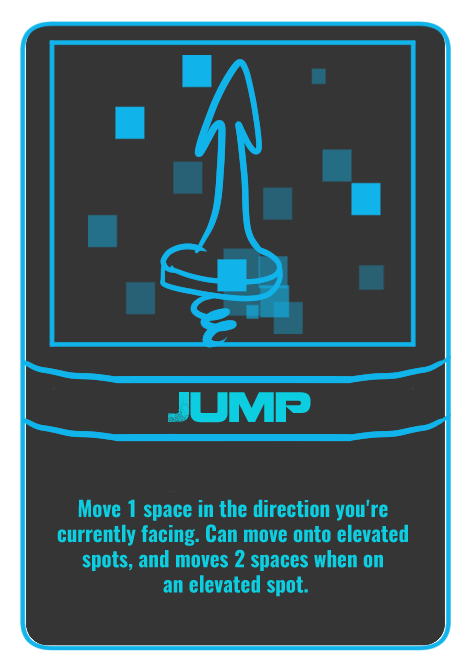 JUMP
Move 1 space in the direction you're
currently facing. Can move onto elevated
spots, and moves 2 spaces when on
an elevated spot.